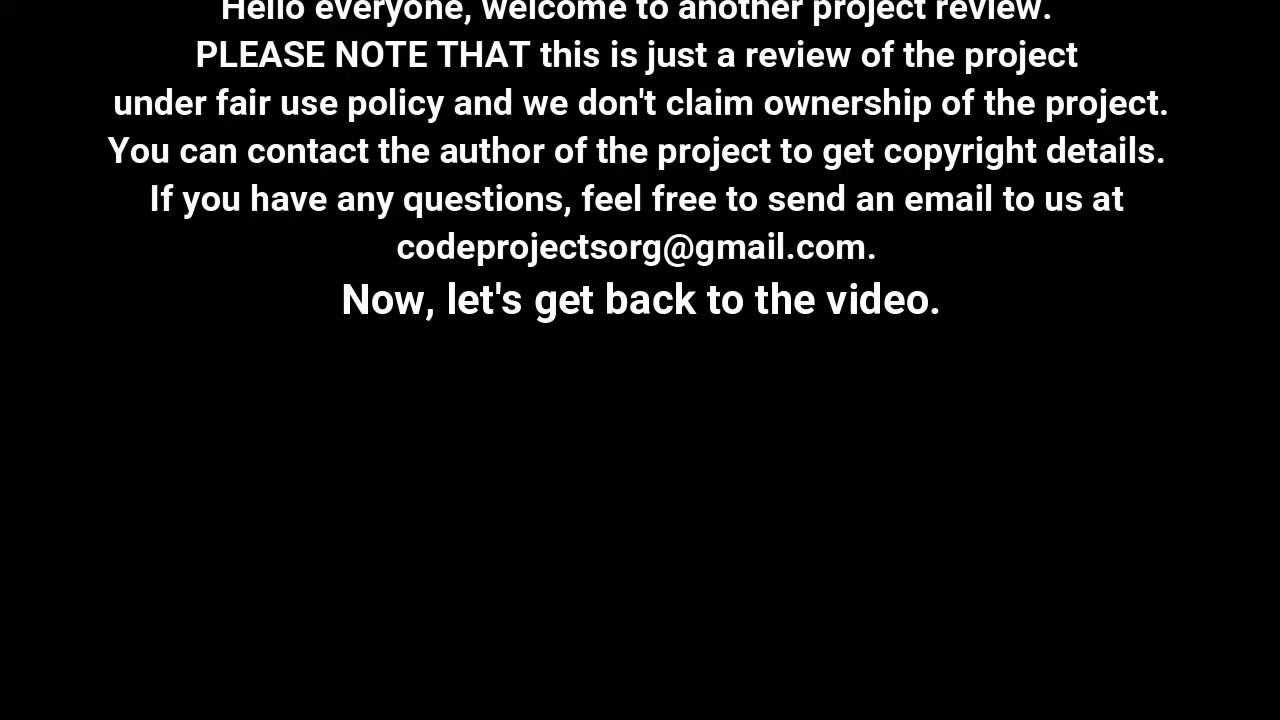 Hello everyone, welcome to another project review.
PLEASE NOTE THAT this is just a review of the project
under fair use policy and we don't claim ownership of the project.
You can contact the author of the project to get copyright details.
If you have any questions, feel free to send an email to us at
codeprojectsorg@gmail.com.
Now, let's get back to the video.